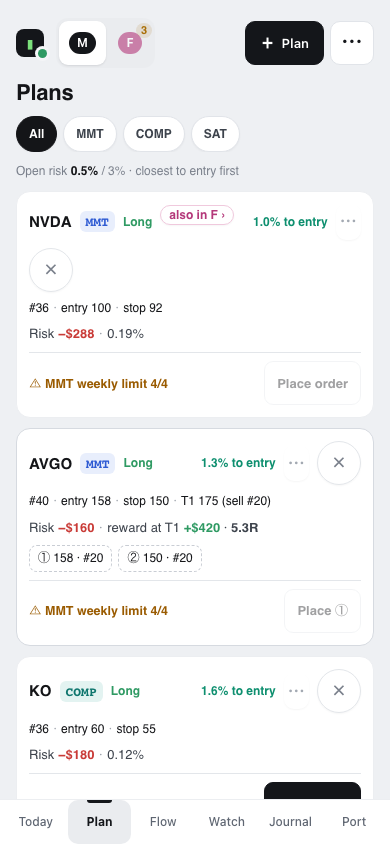 M F 3 + Plan ...
Plans
All MMT COMP SAT
Open risk 0.5% / 3% · closest to entry first
NVDA MMT Long also in F › 1.0% to entry ...
✕
#36 · entry 100 · stop 92
Risk –$288 · 0.19%
⚠ MMT weekly limit 4/4 Place order
AVGO MMT Long 1.3% to entry ... ✕
#40 · entry 158 · stop 150 · T1 175 (sell #20)
Risk –$160 · reward at T1 +$420 · 5.3R
① 158 · #20 ② 150 · #20
⚠ MMT weekly limit 4/4 Place ①
KO COMP Long 1.6% to entry ... ✕
#36 · entry 60 · stop 55
Risk –$180 · 0.12%
Today Plan Flow Watch Journal Port